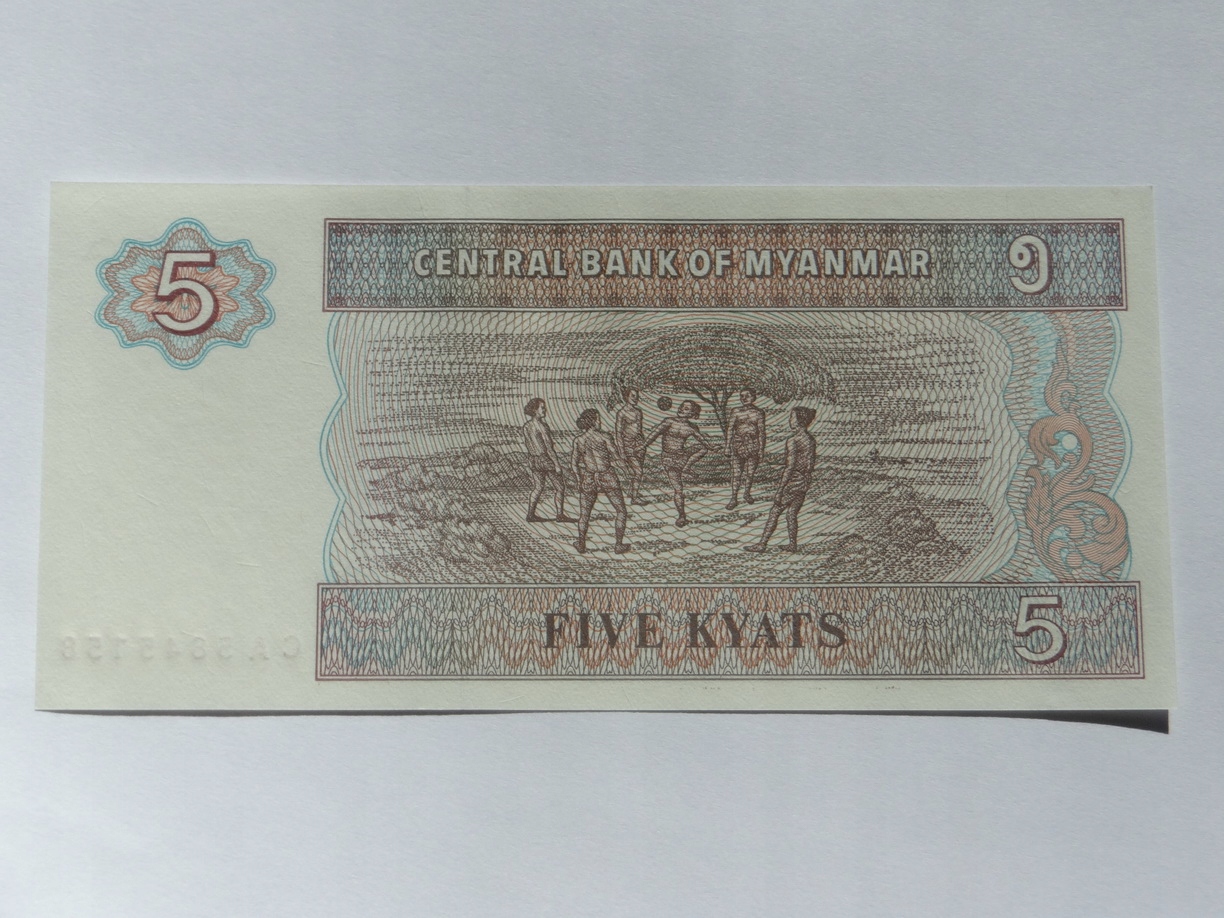 5
CENTRAL BANK OF MYANMAR ၅
FIVE KYATS 5